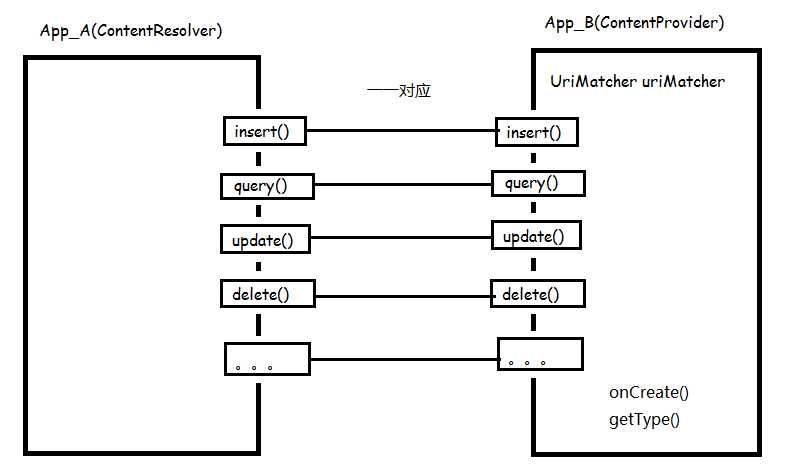 App_A(ContentResolver)
App_B(ContentProvider)
UriMatcher uriMatcher
一一对应
insert()
insert()
query()
query()
update()
update()
delete()
delete()
。。。
。。。
onCreate()
getType()